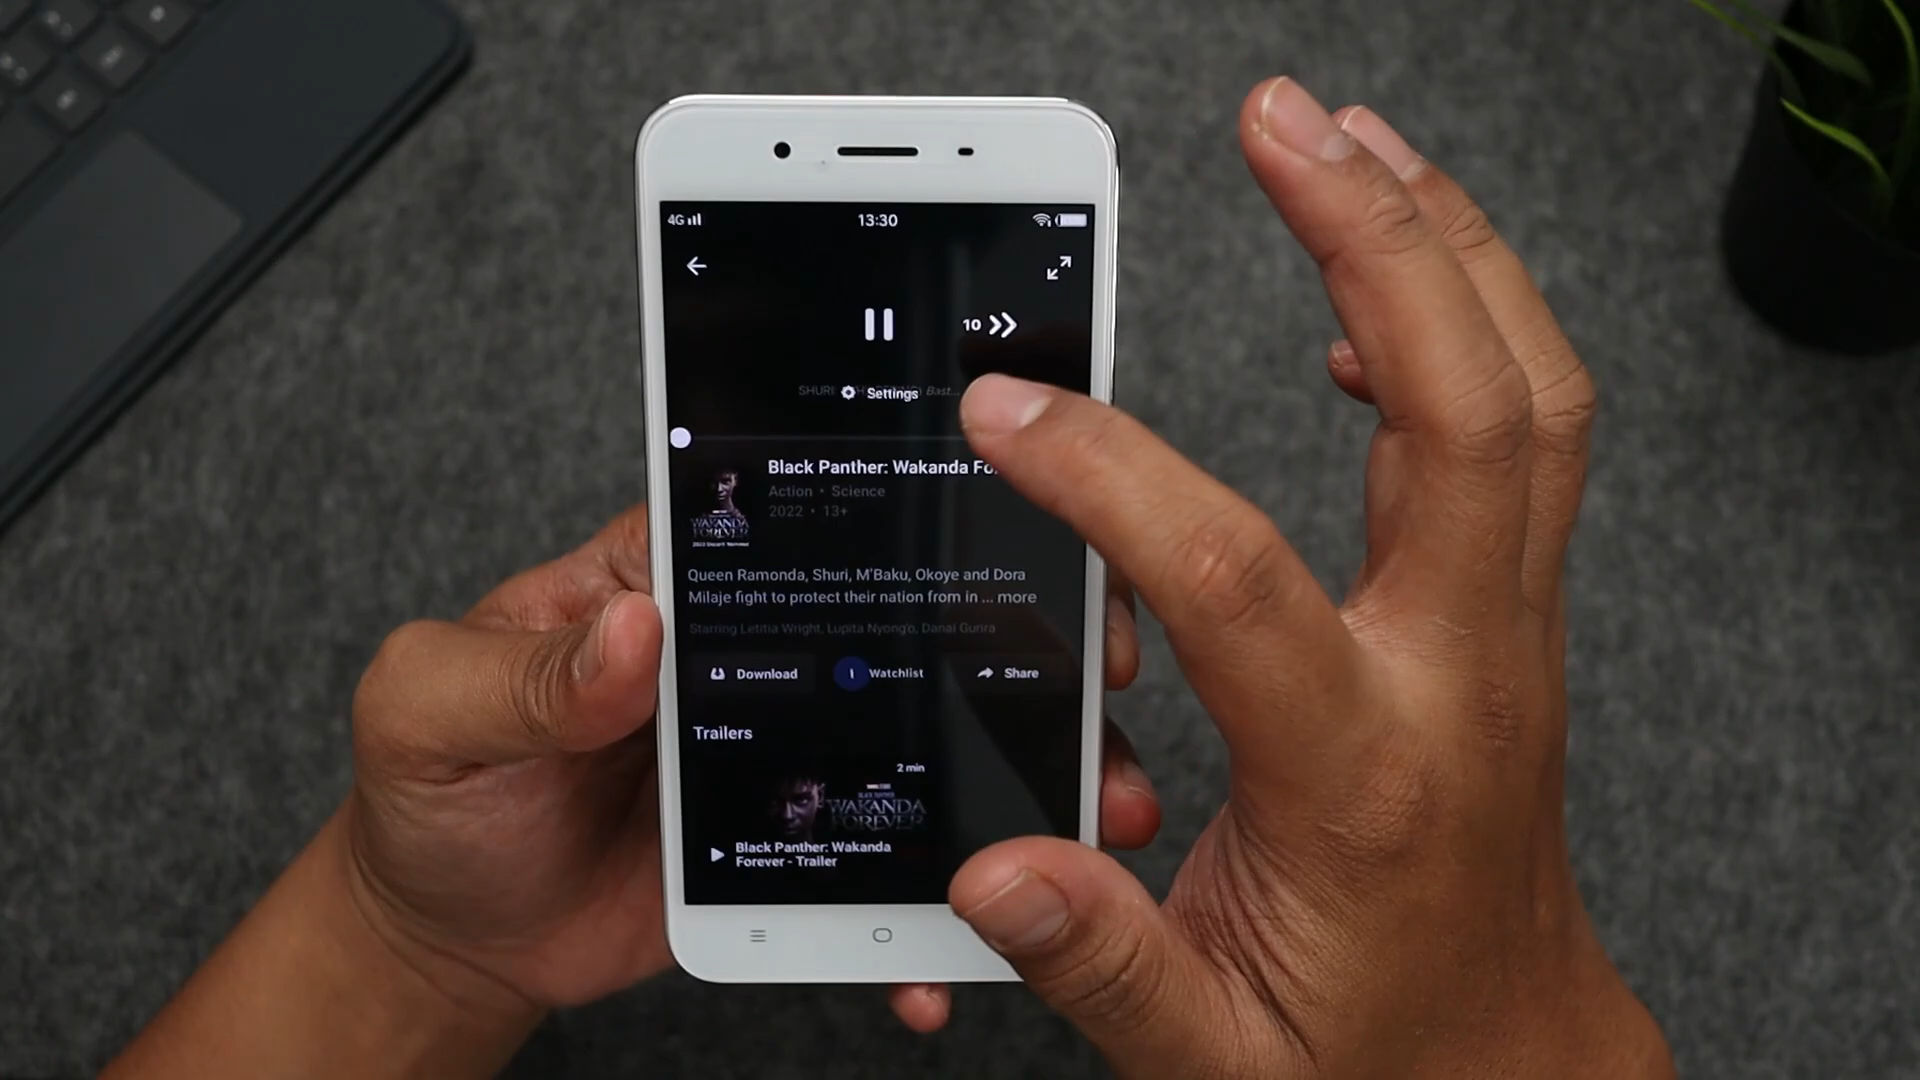 4G 13:30
10
SHURI: Bast...
Settings
Black Panther: Wakanda Fo
Action • Science
2022 • 13+
WAKANDA
FOREVER
Queen Ramonda, Shuri, M'Baku, Okoye and Dora
Milaje fight to protect their nation from in ... more
Starring Letitia Wright, Lupita Nyong'o, Danai Gurira
Download Watchlist Share
Trailers
2 min
WAKANDA
FOREVER
Black Panther: Wakanda
Forever - Trailer